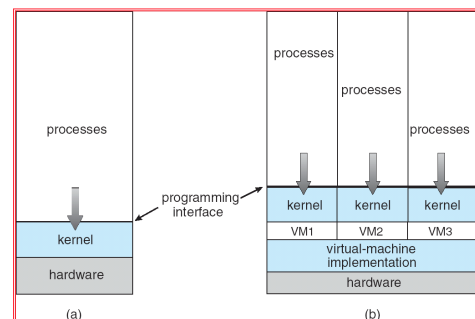 processes
programming
interface
kernel
hardware
(a)
processes
processes
processes
kernel kernel kernel
VM1 VM2 VM3
virtual-machine
implementation
hardware
(b)